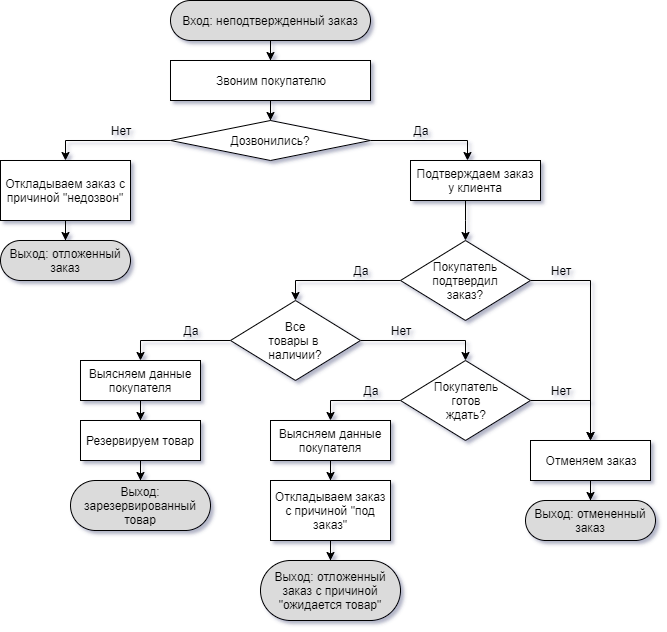 Вход: неподтвержденный заказ
Звоним покупателю
Дозвонились?
Нет
Да
Откладываем заказ с
причиной "недозвон"
Подтверждаем заказ
у клиента
Выход: отложенный
заказ
Покупатель
подтвердил
заказ?
Да
Нет
Все
товары в
наличии?
Да
Нет
Выясняем данные
покупателя
Покупатель
готов
ждать?
Да
Нет
Резервируем товар
Выясняем данные
покупателя
Отменяем заказ
Выход:
зарезервированный
товар
Откладываем заказ
с причиной "под
заказ"
Выход: отмененный
заказ
Выход: отложенный
заказ с причиной
"ожидается товар"